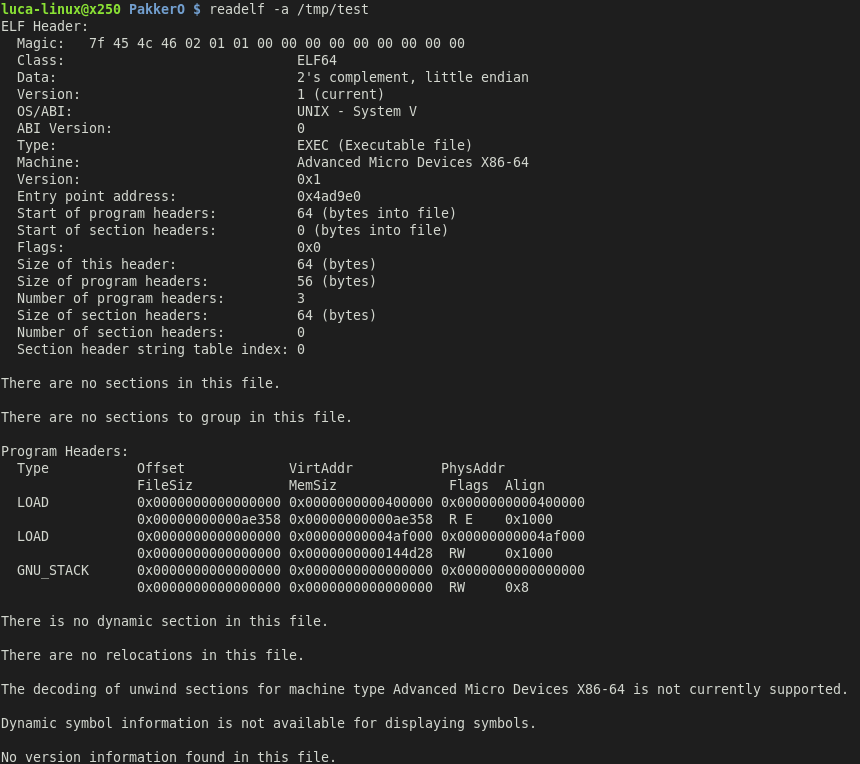 luca-linux@x250 PakkerO $ readelf -a /tmp/test
ELF Header:
  Magic:   7f 45 4c 46 02 01 01 00 00 00 00 00 00 00 00 00
  Class:                             ELF64
  Data:                              2's complement, little endian
  Version:                           1 (current)
  OS/ABI:                            UNIX - System V
  ABI Version:                       0
  Type:                              EXEC (Executable file)
  Machine:                           Advanced Micro Devices X86-64
  Version:                           0x1
  Entry point address:               0x4ad9e0
  Start of program headers:          64 (bytes into file)
  Start of section headers:          0 (bytes into file)
  Flags:                             0x0
  Size of this header:               64 (bytes)
  Size of program headers:           56 (bytes)
  Number of program headers:         3
  Size of section headers:           64 (bytes)
  Number of section headers:         0
  Section header string table index: 0

There are no sections in this file.

There are no sections to group in this file.

Program Headers:
  Type           Offset             VirtAddr           PhysAddr
                 FileSiz            MemSiz              Flags  Align
  LOAD           0x0000000000000000 0x0000000000400000 0x0000000000400000
                 0x00000000000ae358 0x00000000000ae358  R E    0x1000
  LOAD           0x0000000000000000 0x00000000004af000 0x00000000004af000
                 0x0000000000000000 0x0000000000144d28  RW     0x1000
  GNU_STACK      0x0000000000000000 0x0000000000000000 0x0000000000000000
                 0x0000000000000000 0x0000000000000000  RW     0x8

There is no dynamic section in this file.

There are no relocations in this file.

The decoding of unwind sections for machine type Advanced Micro Devices X86-64 is not currently supported.

Dynamic symbol information is not available for displaying symbols.

No version information found in this file.